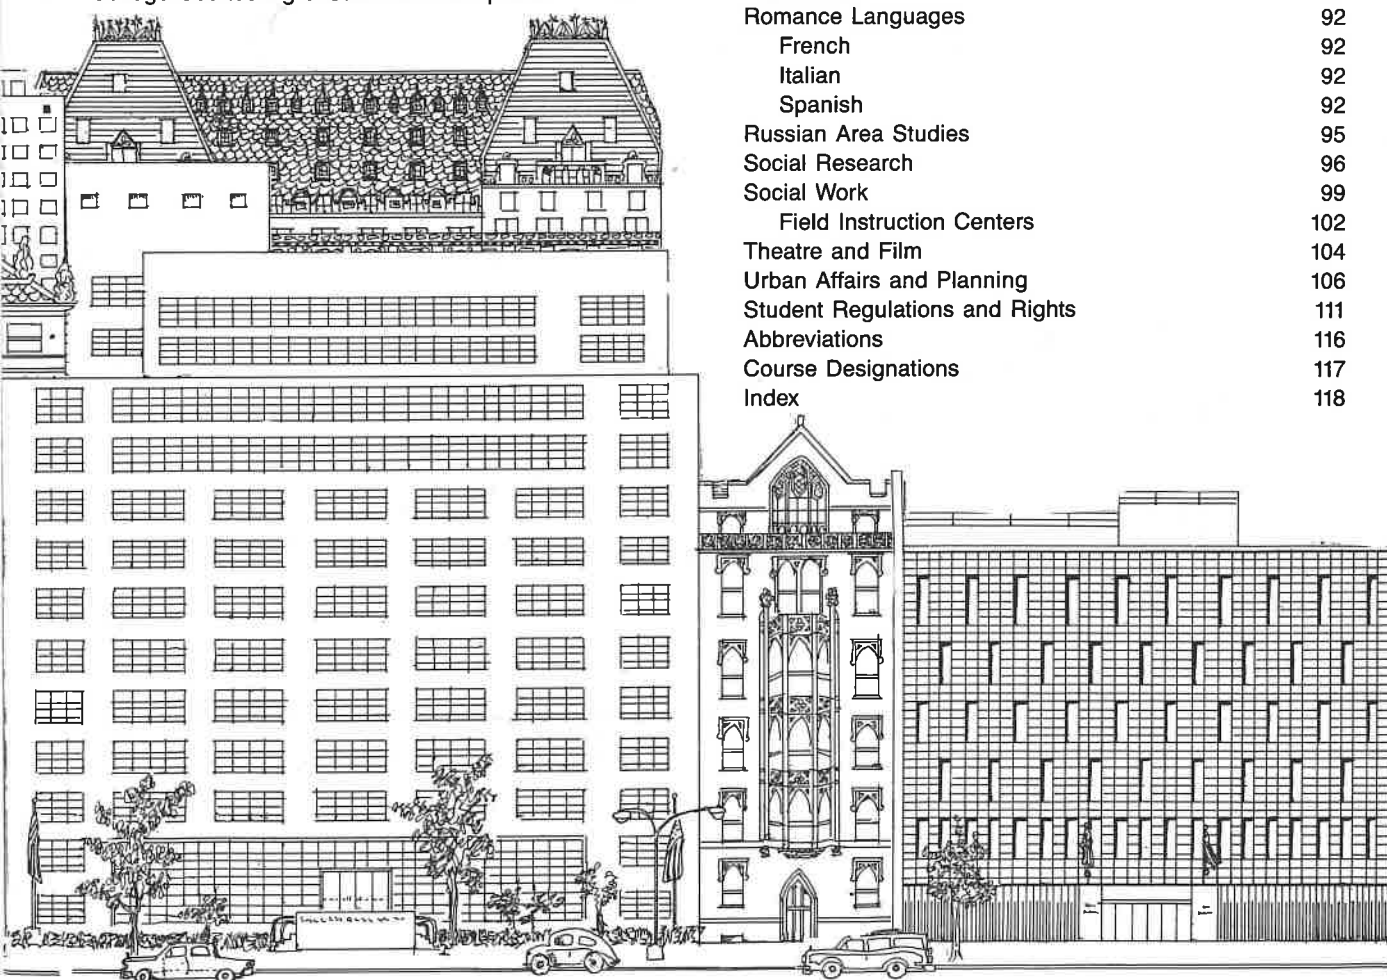 Romance Languages 92
French 92
Italian 92
Spanish 92
Russian Area Studies 95
Social Research 96
Social Work 99
Field Instruction Centers 102
Theatre and Film 104
Urban Affairs and Planning 106
Student Regulations and Rights 111
Abbreviations 116
Course Designations 117
Index 118